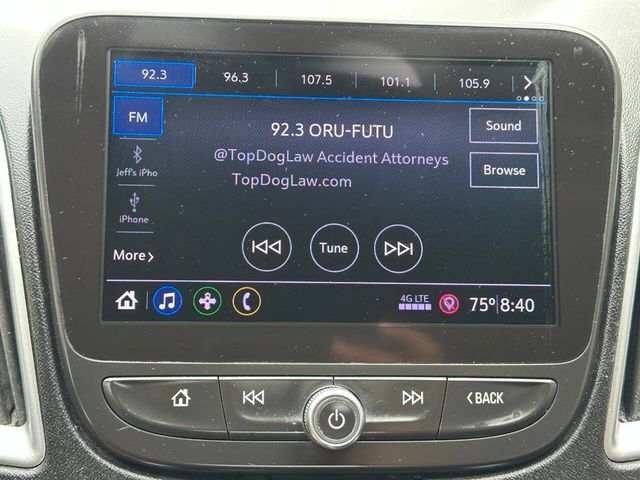 92.3 96.3 107.5 101.1 105.9
FM
92.3 ORU-FUTU
Sound
@TopDogLaw Accident Attorneys
TopDogLaw.com
Browse
Jeff's iPho
iPhone
More
Tune
4G LTE
75° 8:40
BACK